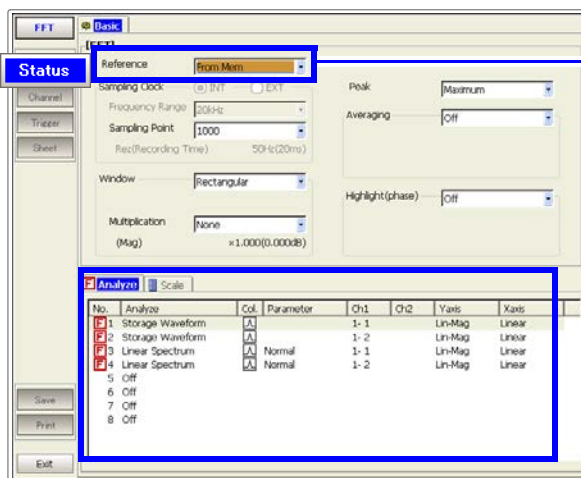 FFT
Basic
[FFT]
Status
Reference From Mem
Channel
Sampling Clock INT EXT
Peak Maximum
Frequency Range 20kHz
Averaging Off
Trigger
Sampling Point 1000
Sheet
Rez(Recording Time) 50Hz(20ms)
Window Rectangular
Highlight(phase) Off
Multiplication None
(Mag) ×1.000(0.000dB)
F Analyze Scale
No. Analyze Col. Parameter Ch1 Ch2 Yaxis Xaxis
F 1 Storage Waveform 1- 1 Lin-Mag Linear
F 2 Storage Waveform 1- 2 Lin-Mag Linear
F 3 Linear Spectrum Normal 1- 1 Lin-Mag Linear
F 4 Linear Spectrum Normal 1- 2 Lin-Mag Linear
5 Off
6 Off
7 Off
8 Off
Save
Print
Exit